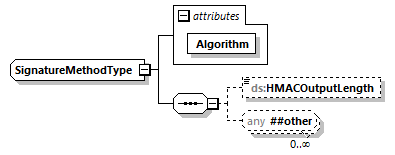 attributes
Algorithm
SignatureMethodType
ds:HMACOutputLength
any ##other
0..∞